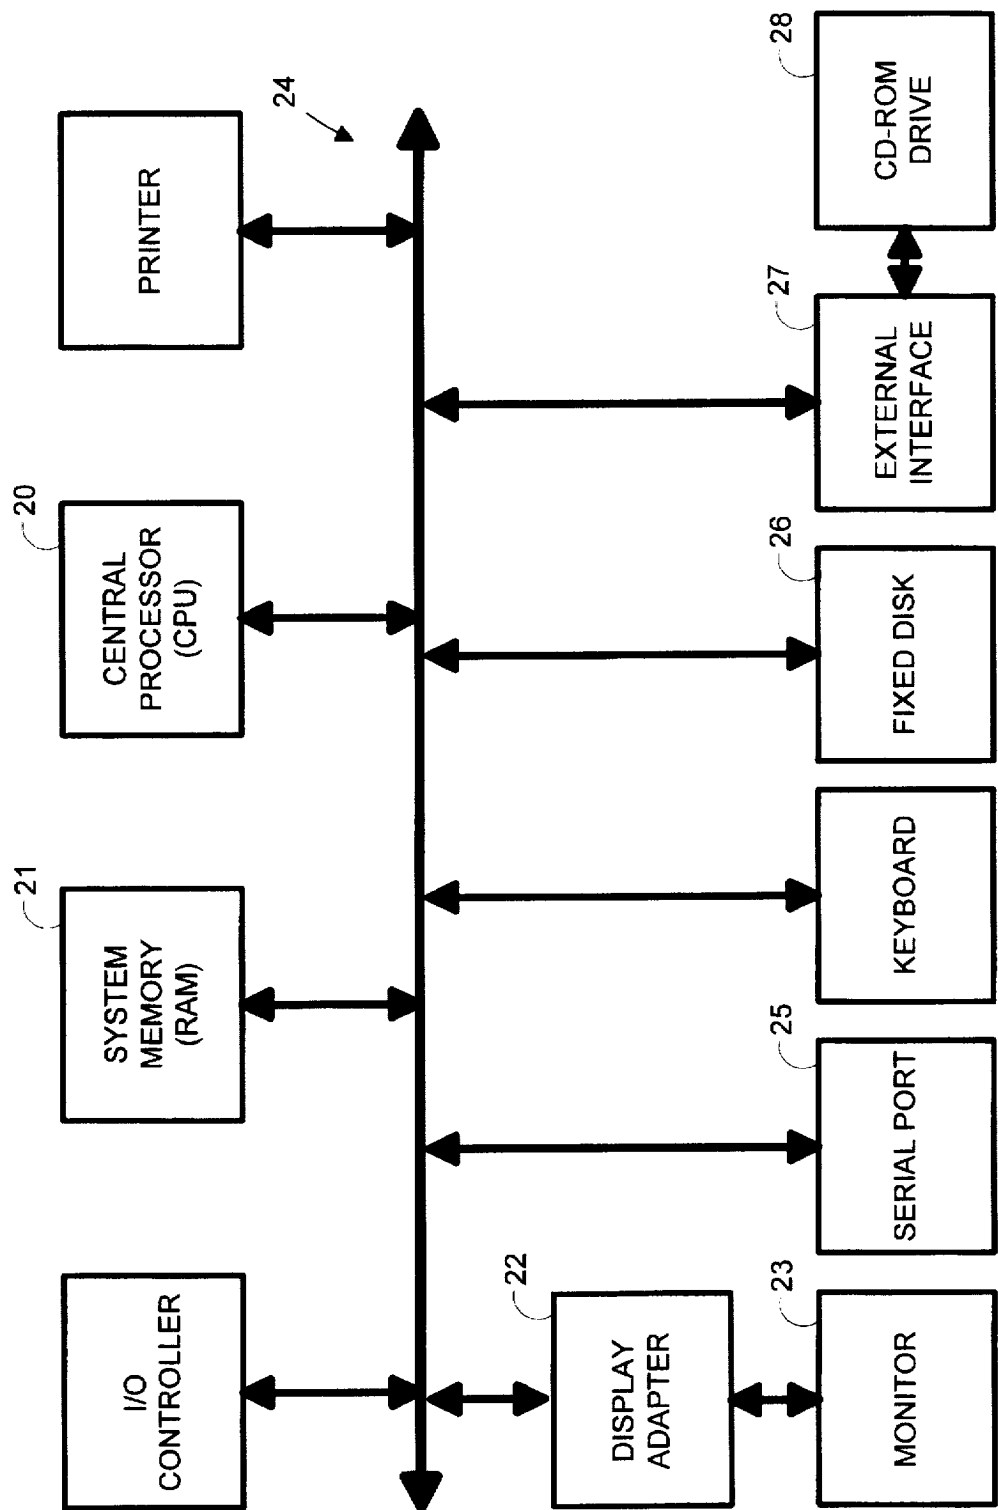 I/O
CONTROLLER
21
SYSTEM
MEMORY
(RAM)
20
CENTRAL
PROCESSOR
(CPU)
PRINTER
24
22
DISPLAY
ADAPTER
23
MONITOR
25
SERIAL PORT
KEYBOARD
26
FIXED DISK
27
EXTERNAL
INTERFACE
28
CD-ROM
DRIVE